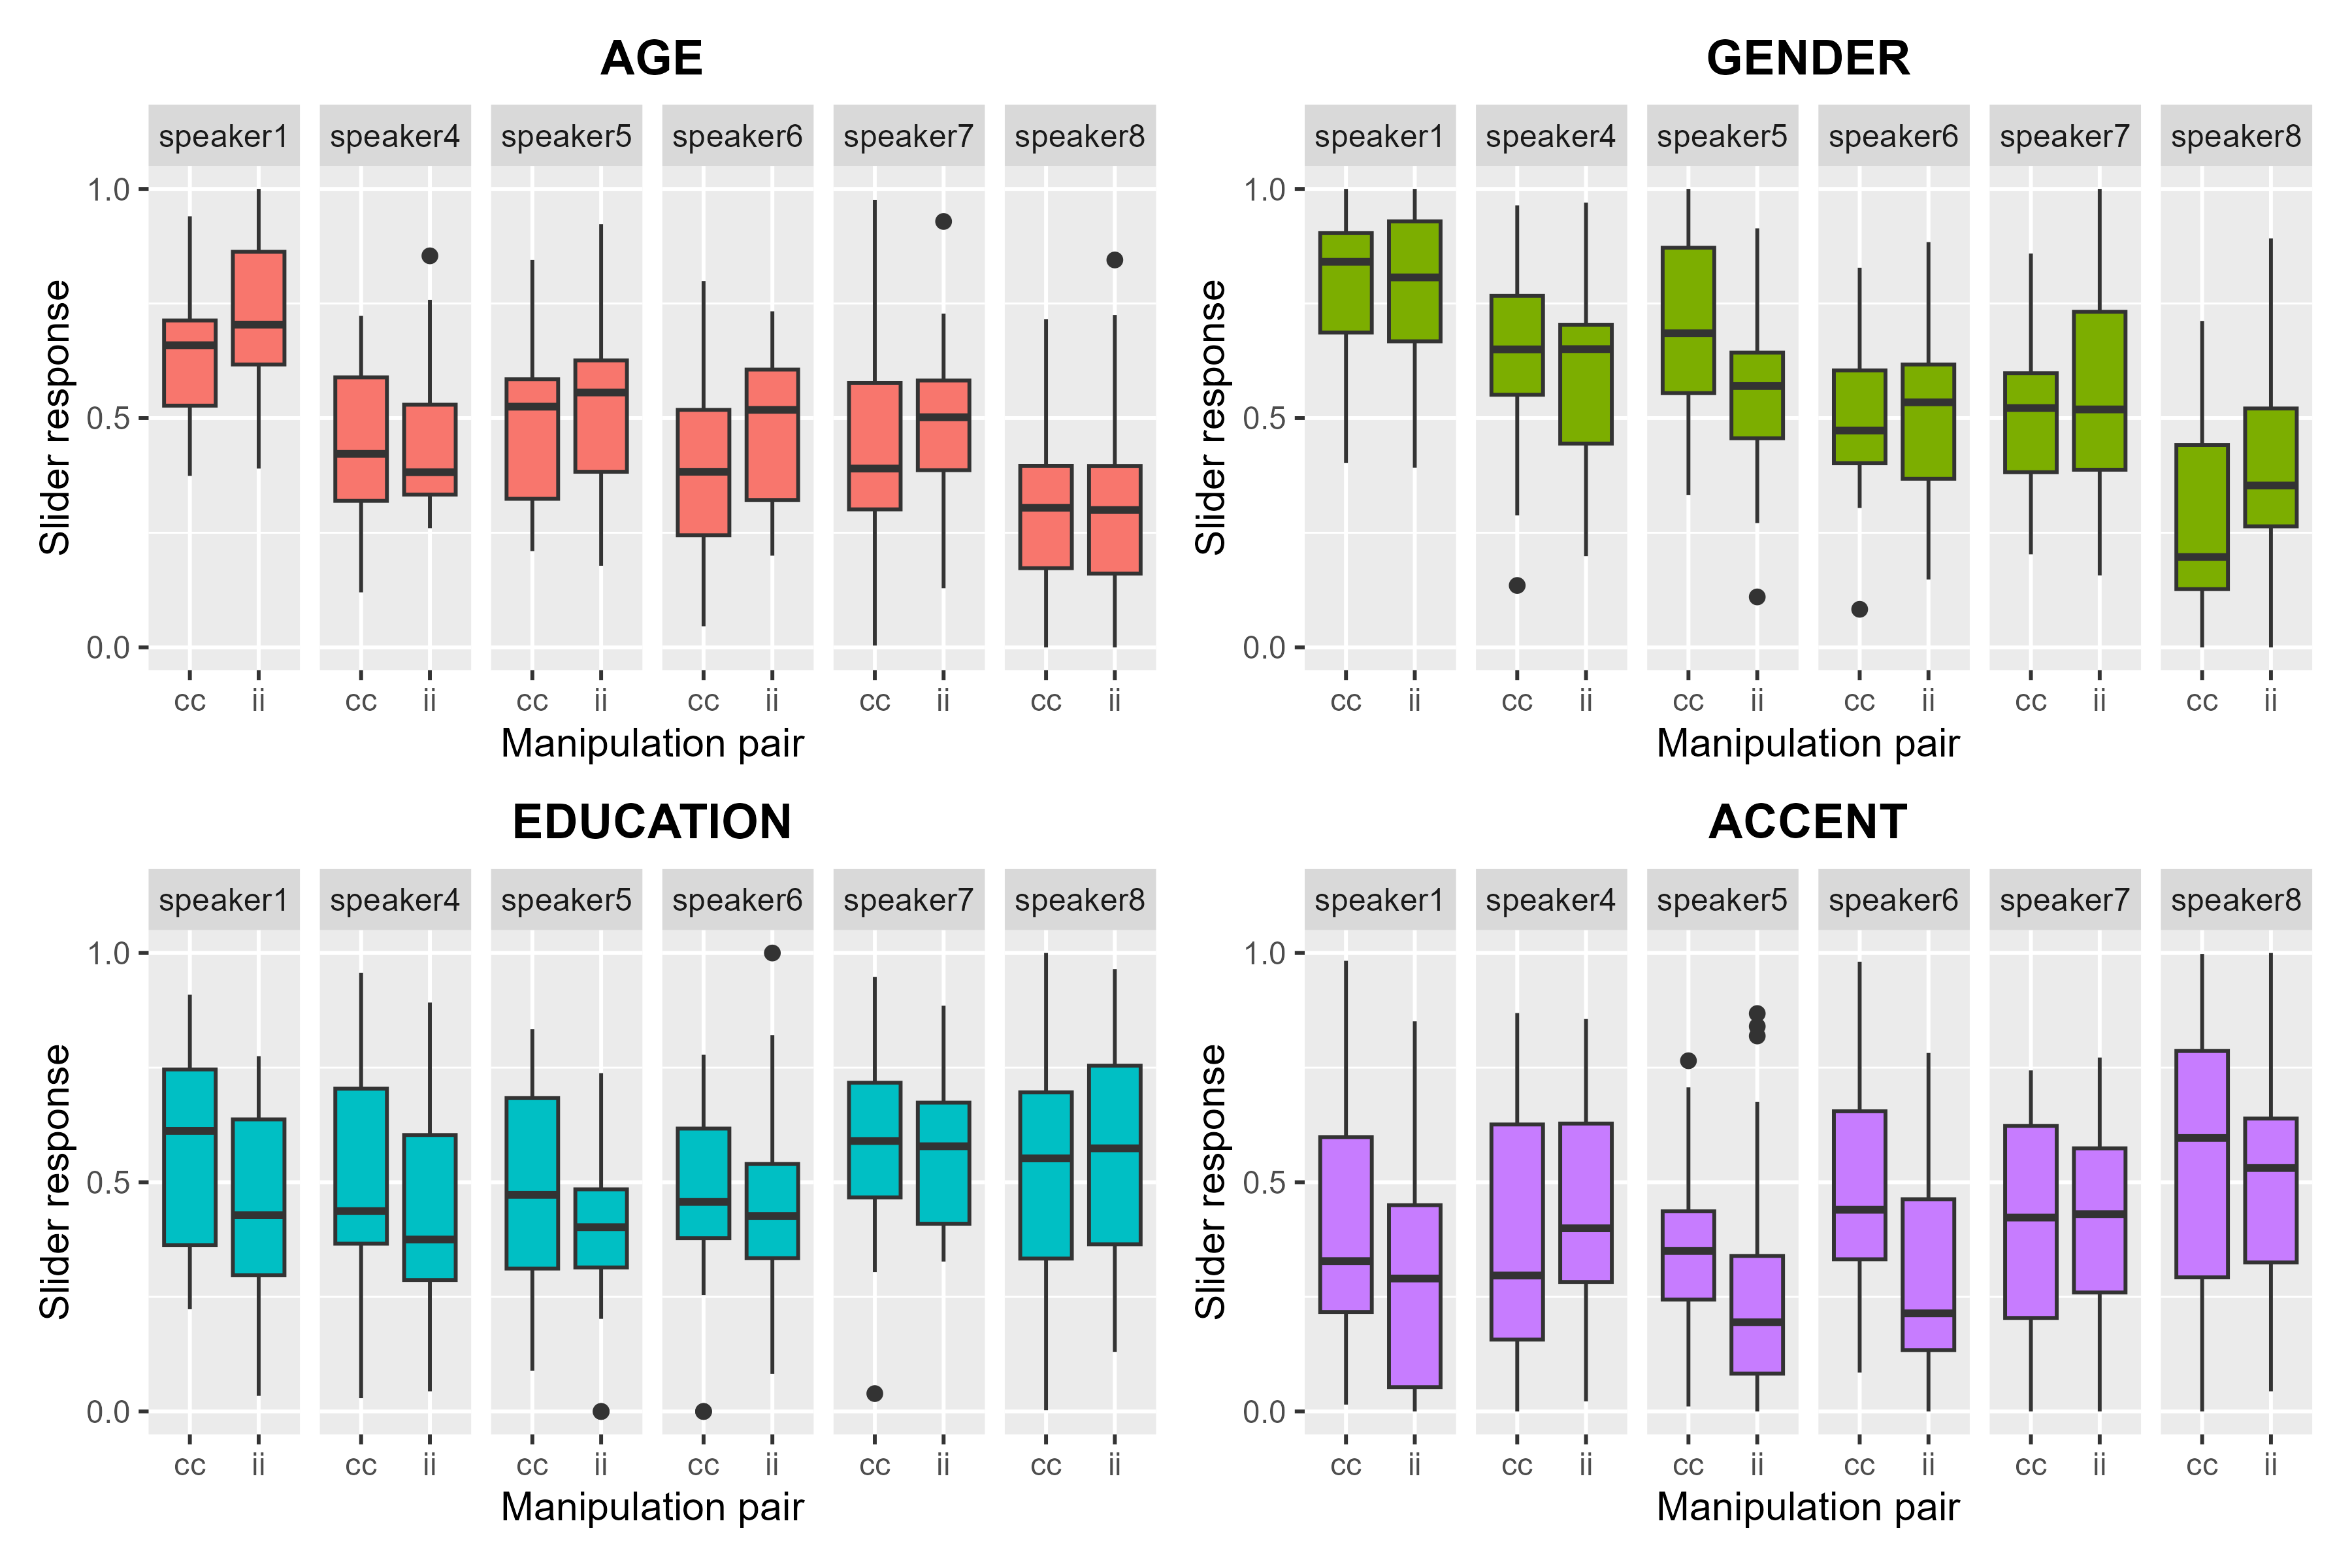 AGE
speaker1 speaker4 speaker5 speaker6 speaker7 speaker8
1.0
0.5
0.0
Slider response
cc ii cc ii cc ii cc ii cc ii cc ii
Manipulation pair
GENDER
speaker1 speaker4 speaker5 speaker6 speaker7 speaker8
1.0
0.5
0.0
Slider response
cc ii cc ii cc ii cc ii cc ii cc ii
Manipulation pair
EDUCATION
speaker1 speaker4 speaker5 speaker6 speaker7 speaker8
1.0
0.5
0.0
Slider response
cc ii cc ii cc ii cc ii cc ii cc ii
Manipulation pair
ACCENT
speaker1 speaker4 speaker5 speaker6 speaker7 speaker8
1.0
0.5
0.0
Slider response
cc ii cc ii cc ii cc ii cc ii cc ii
Manipulation pair